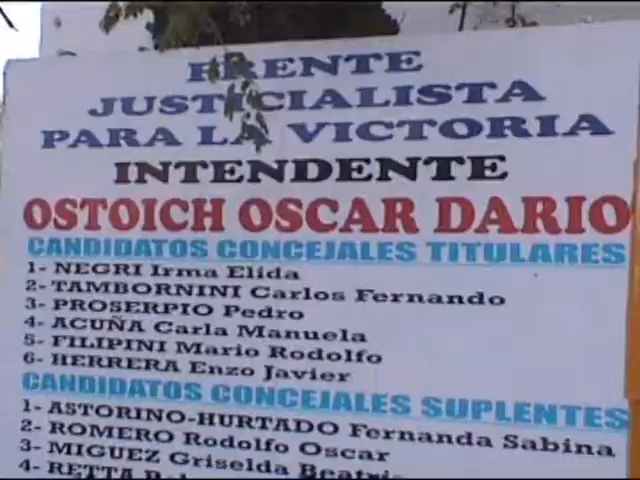 FRENTE
JUSTICIALISTA
PARA LA VICTORIA
INTENDENTE
OSTOICH OSCAR DARIO
CANDIDATOS CONCEJALES TITULARES
1- NEGRI Irma Elida
2- TAMBORNINI Carlos Fernando
3- PROSERPIO Pedro
4- ACUÑA Carla Manuela
5- FILIPINI Mario Rodolfo
6- HERRERA Enzo Javier
CANDIDATOS CONCEJALES SUPLENTES
1- ASTORINO-HURTADO Fernanda Sabina
2- ROMERO Rodolfo Oscar
3- MIGUEZ Griselda Beatriz
4- RETTA